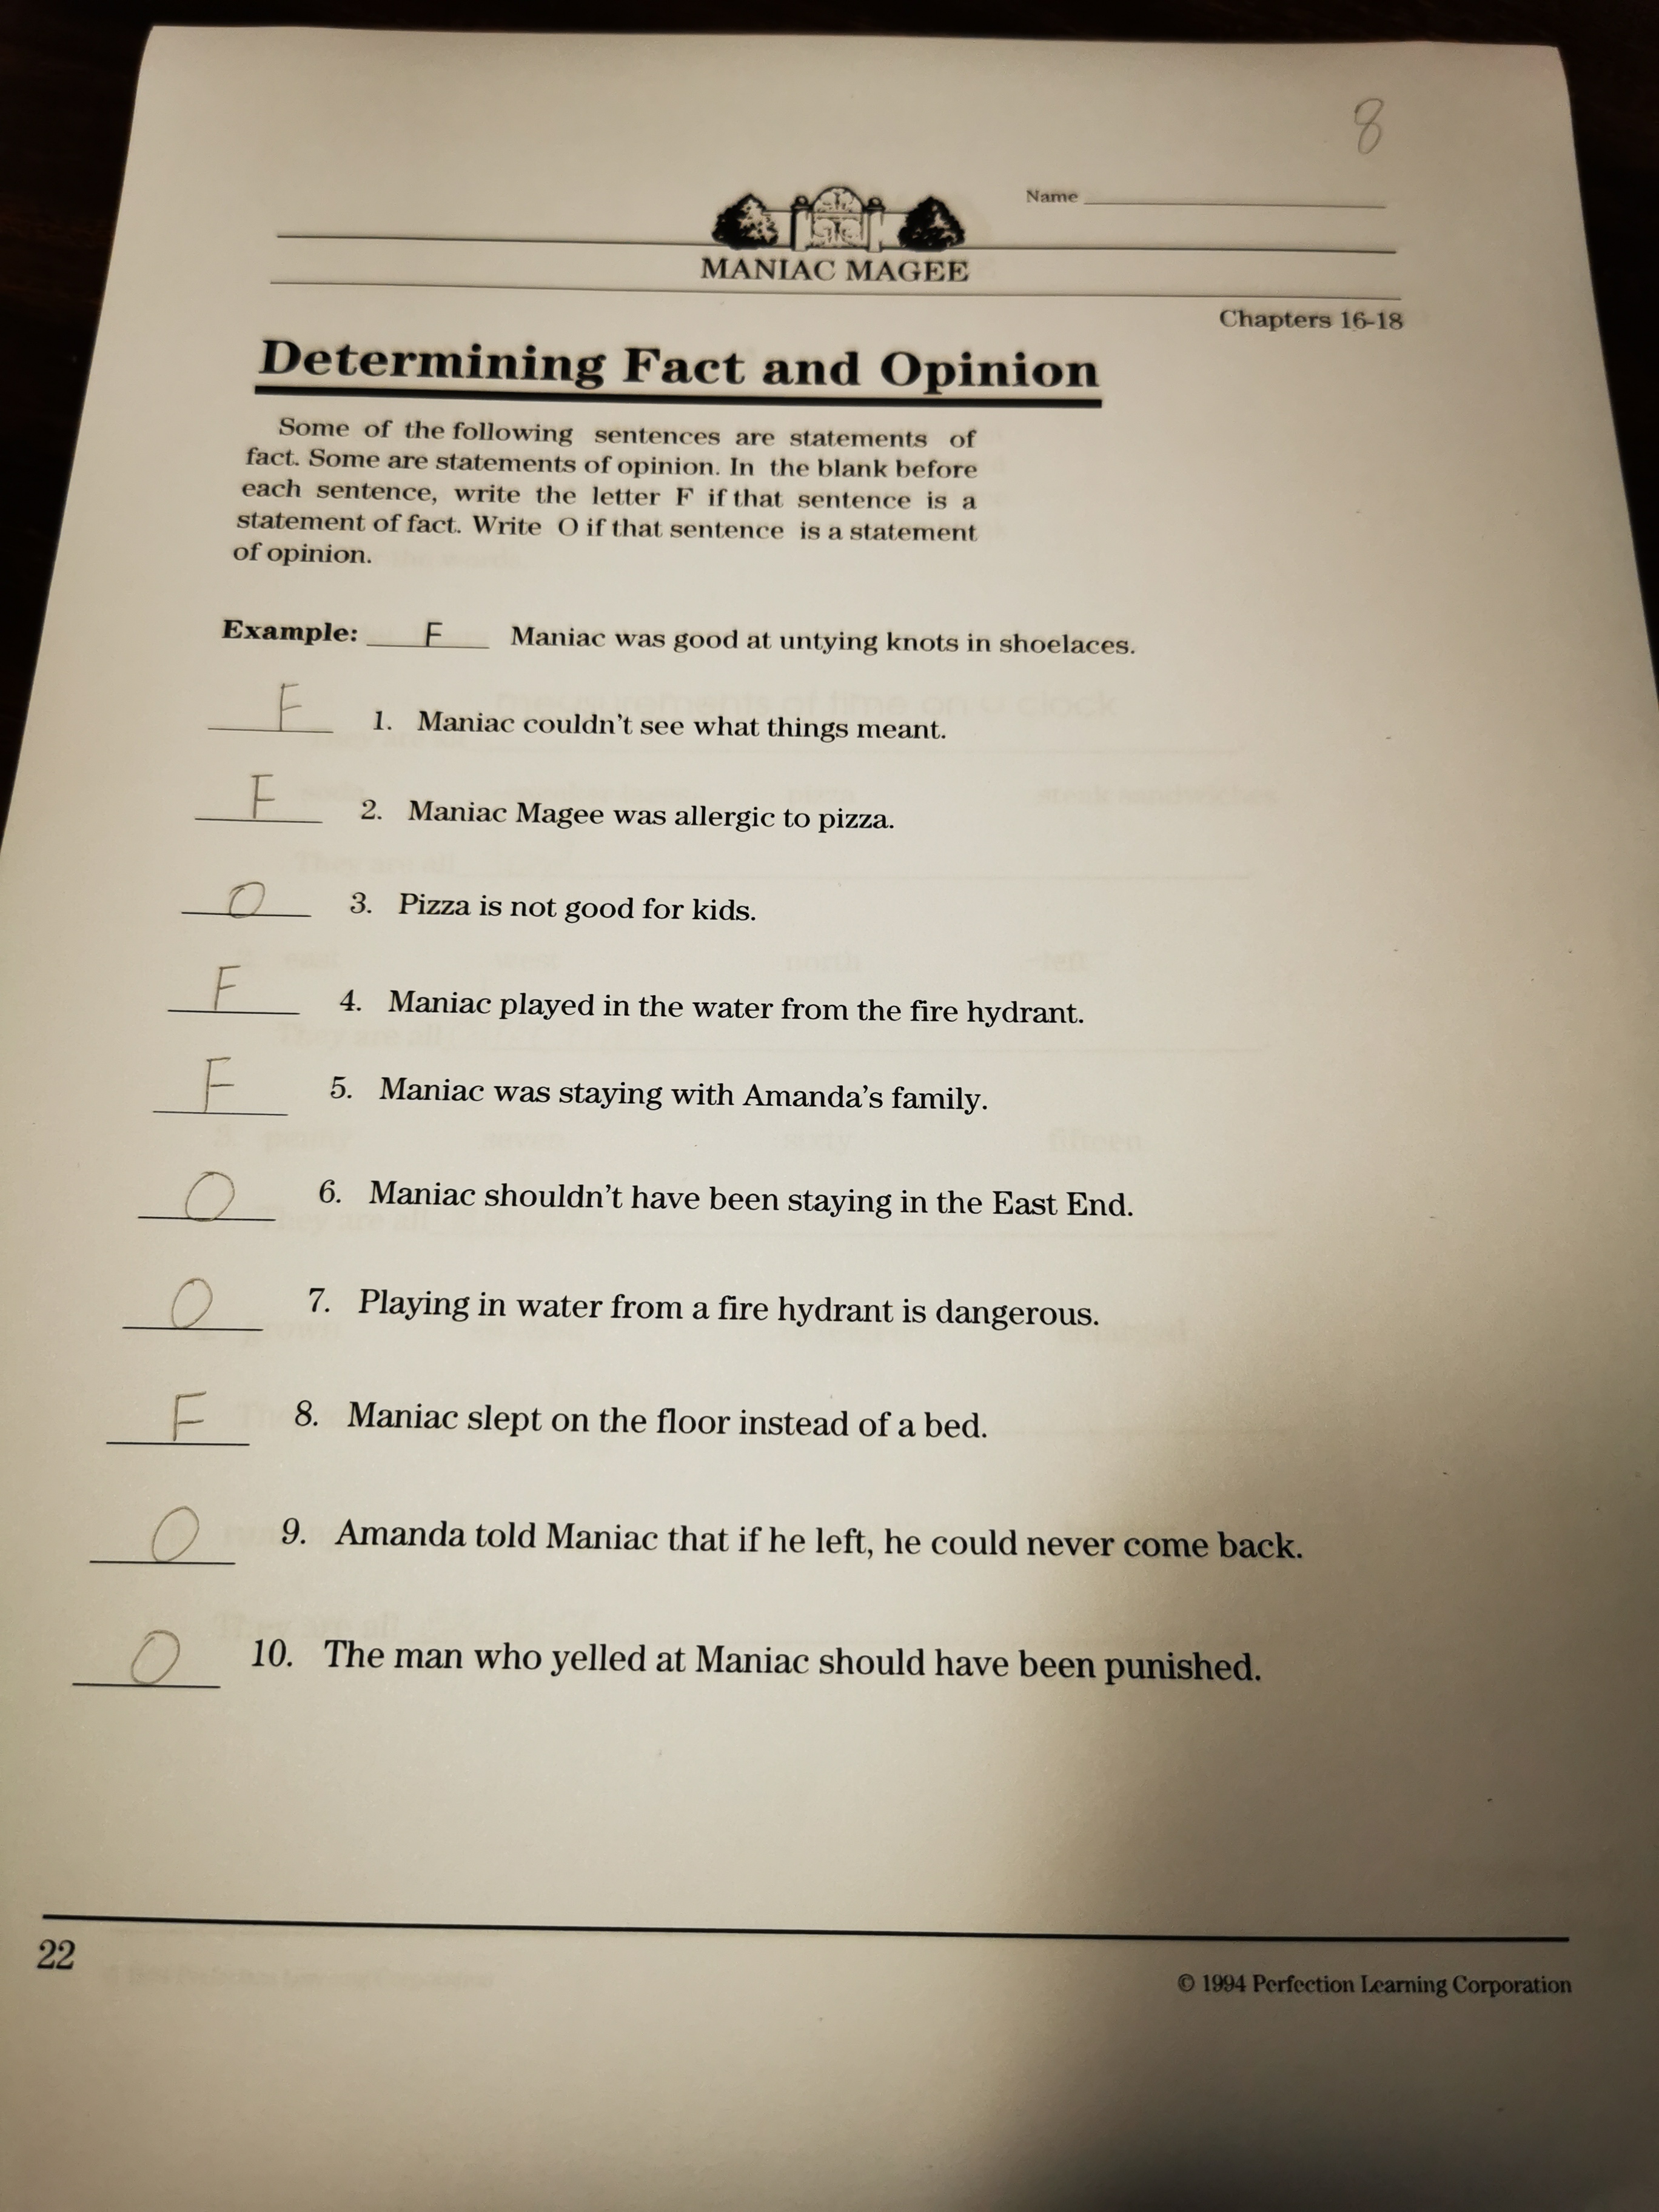 8
Name
MANIAC MAGEE
Chapters 16-18
Determining Fact and Opinion
Some of the following sentences are statements of
fact. Some are statements of opinion. In the blank before
each sentence, write the letter F if that sentence is a
statement of fact. Write O if that sentence is a statement
of opinion.
Example: F Maniac was good at untying knots in shoelaces.
F 1. Maniac couldn't see what things meant.
F 2. Maniac Magee was allergic to pizza.
O 3. Pizza is not good for kids.
F 4. Maniac played in the water from the fire hydrant.
F 5. Maniac was staying with Amanda's family.
O 6. Maniac shouldn't have been staying in the East End.
O 7. Playing in water from a fire hydrant is dangerous.
F 8. Maniac slept on the floor instead of a bed.
O 9. Amanda told Maniac that if he left, he could never come back.
O 10. The man who yelled at Maniac should have been punished.
22
© 1994 Perfection Learning Corporation